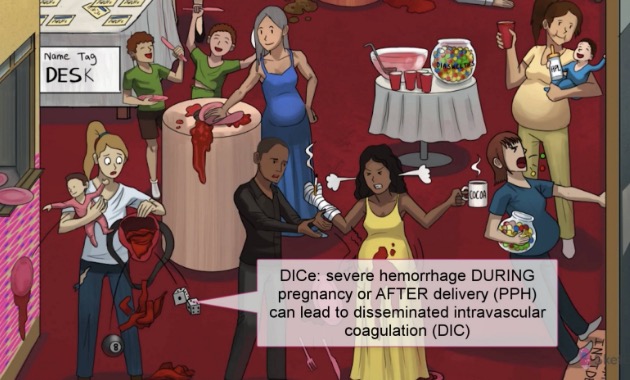 Name Tag
DESK
COCOA
DICe: severe hemorrhage DURING
pregnancy or AFTER delivery (PPH)
can lead to disseminated intravascular
coagulation (DIC)